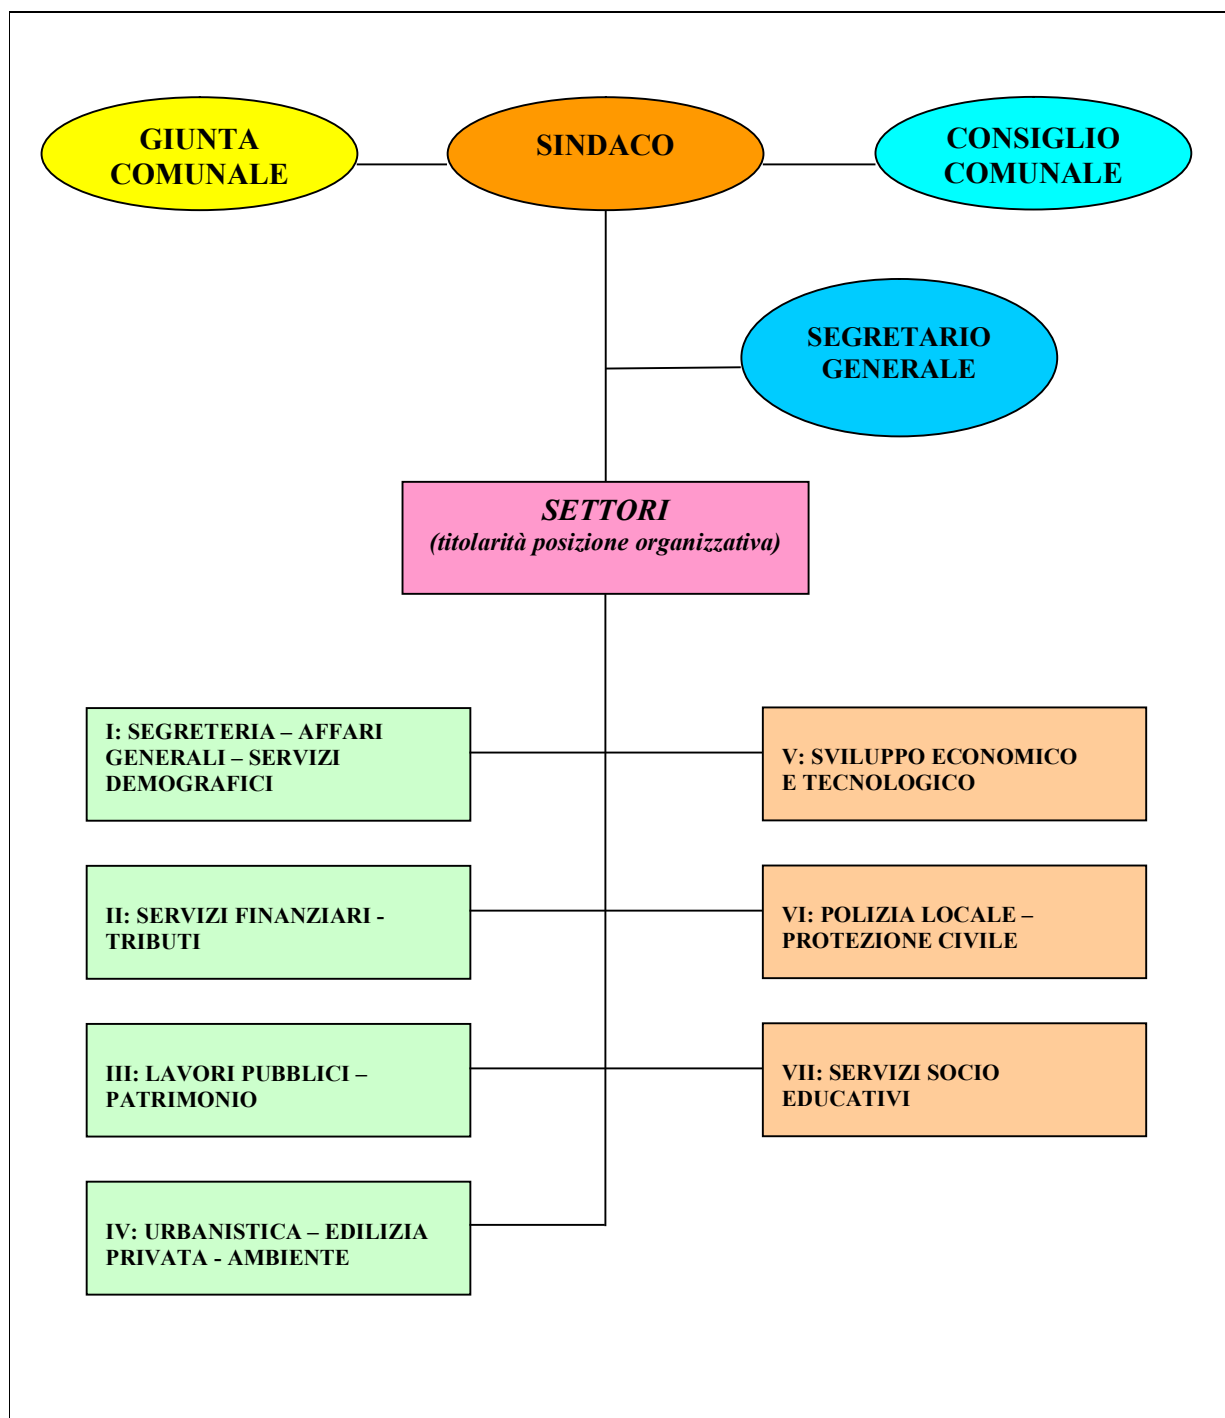 GIUNTA
COMUNALE
SINDACO
CONSIGLIO
COMUNALE
SEGRETARIO
GENERALE
SETTORI
(titolarità posizione organizzativa)
I: SEGRETERIA – AFFARI
GENERALI – SERVIZI
DEMOGRAFICI
V: SVILUPPO ECONOMICO
E TECNOLOGICO
II: SERVIZI FINANZIARI -
TRIBUTI
VI: POLIZIA LOCALE –
PROTEZIONE CIVILE
III: LAVORI PUBBLICI –
PATRIMONIO
VII: SERVIZI SOCIO
EDUCATIVI
IV: URBANISTICA – EDILIZIA
PRIVATA - AMBIENTE